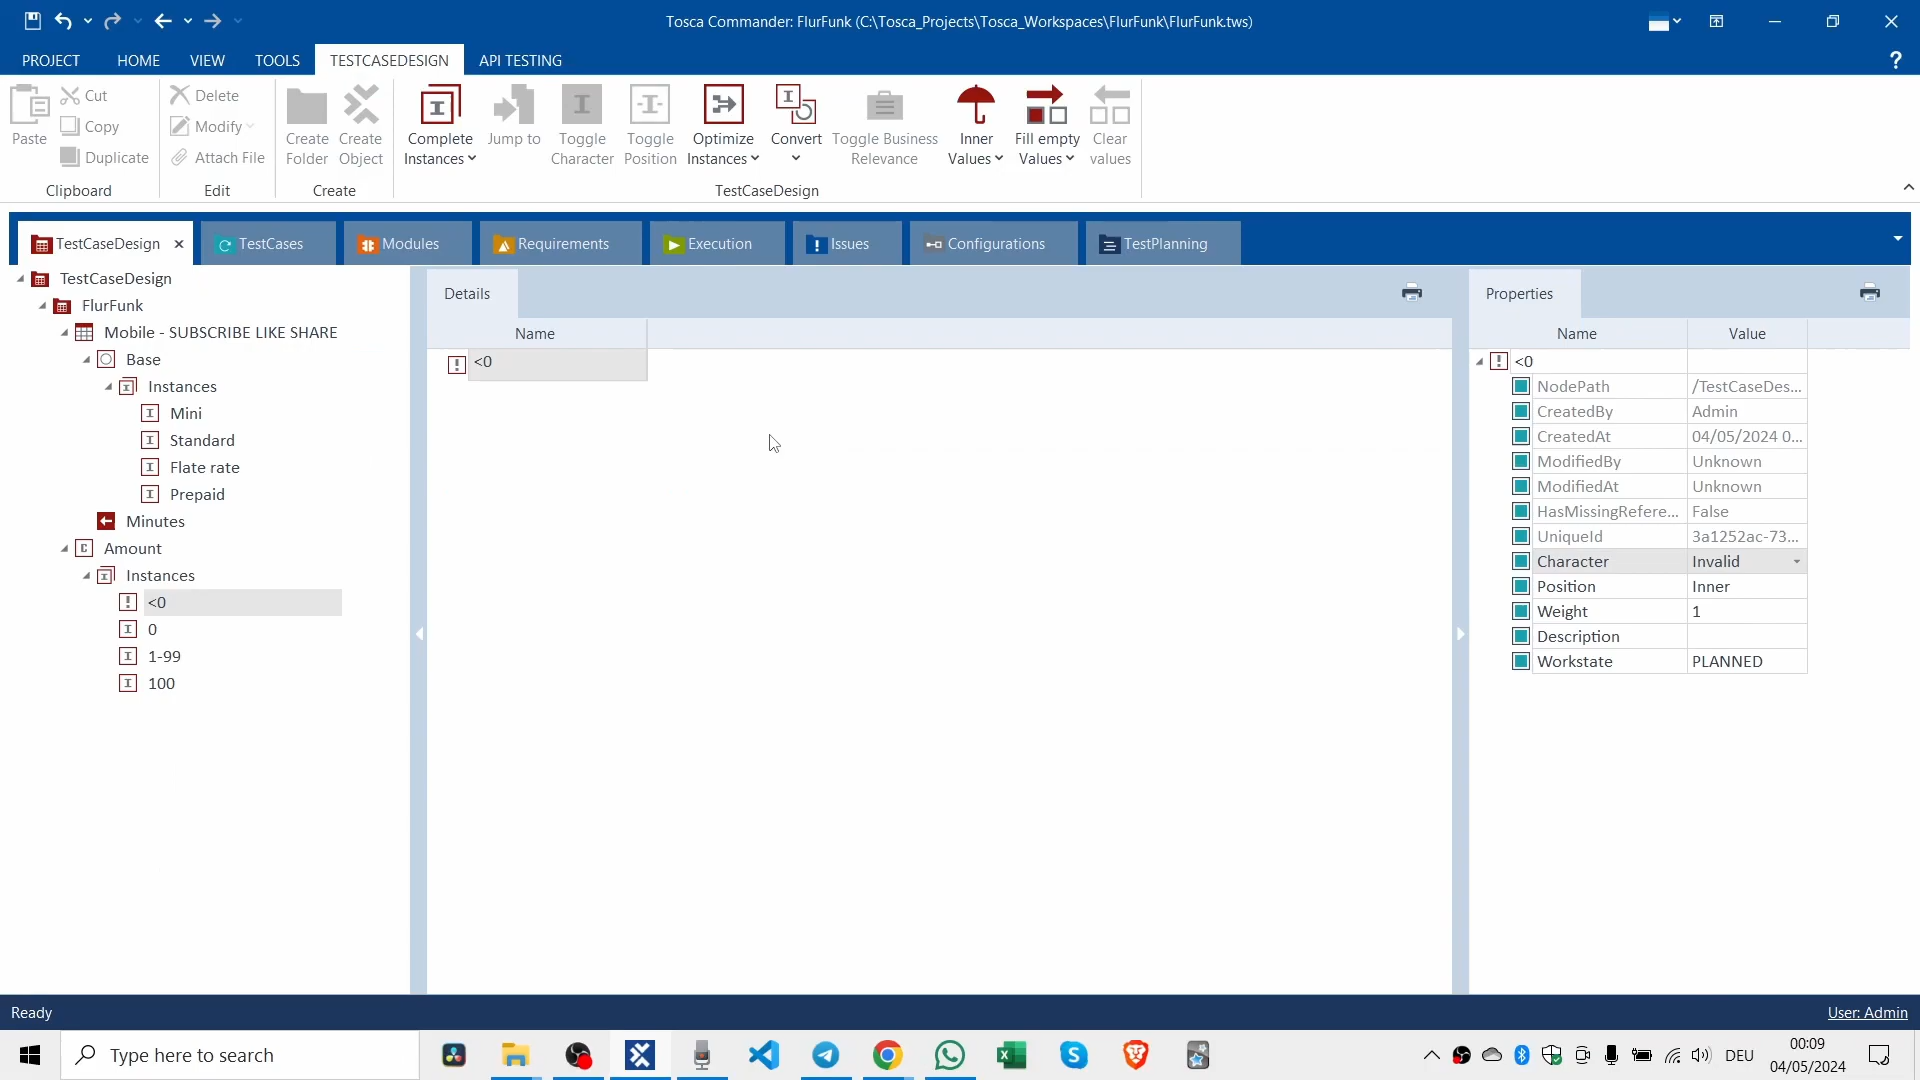 Tosca Commander: FlurFunk (C:\Tosca_Projects\Tosca_Workspaces\FlurFunk\FlurFunk.tws)
PROJECT HOME VIEW TOOLS TESTCASEDESIGN API TESTING ?
Paste
Cut
Copy
Duplicate
Clipboard
Delete
Modify
Attach File
Edit
Create Folder
Create Object
Create
Complete Instances
Jump to
Toggle Character
Toggle Position
Optimize Instances
Convert
Toggle Business Relevance
Inner Values
Fill empty Values
Clear values
TestCaseDesign
TestCaseDesign TestCases Modules Requirements Execution Issues Configurations TestPlanning
TestCaseDesign
FlurFunk
Mobile - SUBSCRIBE LIKE SHARE
Base
Instances
Mini
Standard
Flate rate
Prepaid
Minutes
Amount
Instances
<0
0
1-99
100
Details
Name
<0
Properties
Name Value
<0
NodePath /TestCaseDes...
CreatedBy Admin
CreatedAt 04/05/2024 0...
ModifiedBy Unknown
ModifiedAt Unknown
HasMissingRefere... False
UniqueId 3a1252ac-73...
Character Invalid
Position Inner
Weight 1
Description
Workstate PLANNED
Ready
User: Admin
Type here to search
DEU
00:09
04/05/2024